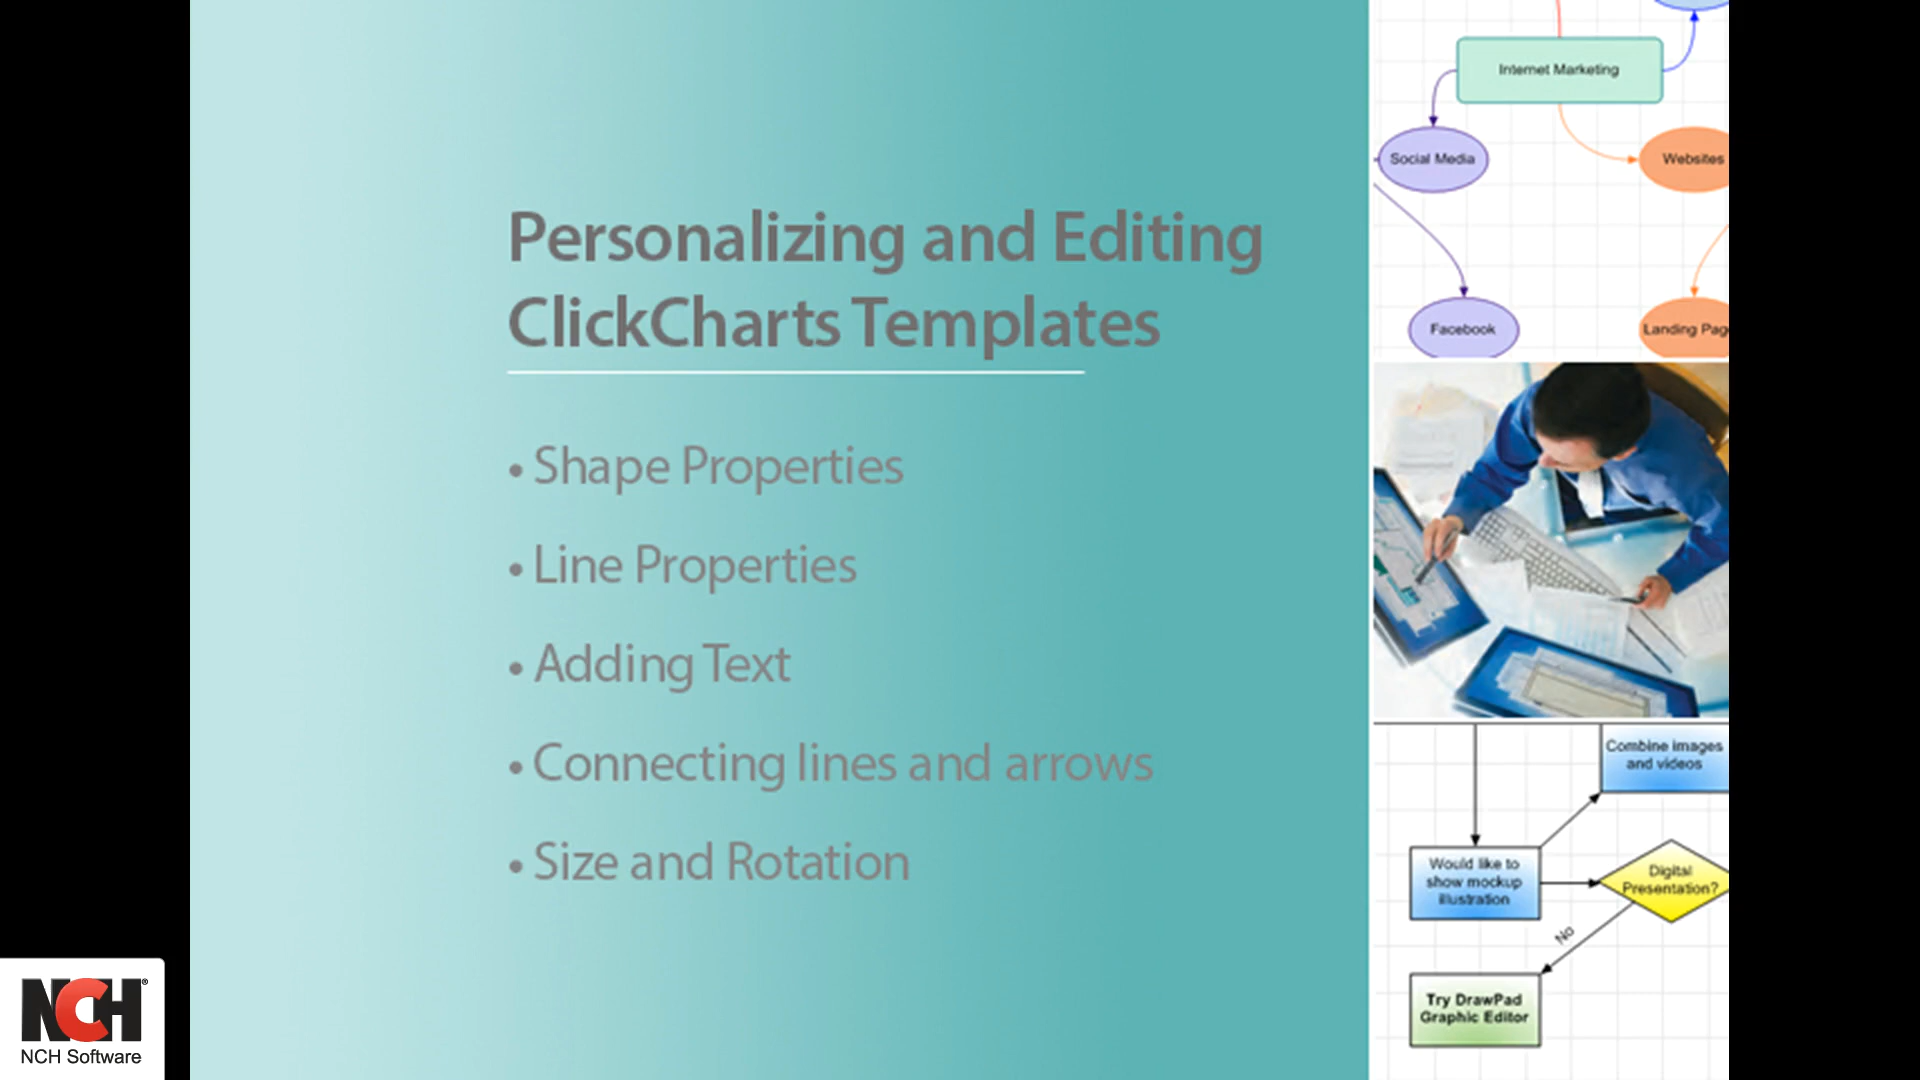 Personalizing and Editing
ClickCharts Templates
• Shape Properties
• Line Properties
• Adding Text
• Connecting lines and arrows
• Size and Rotation
Internet Marketing
Social Media
Websites
Facebook
Landing Pag
Combine images
and videos
Would like to
show mockup
illustration
Digital
Presentation?
No
Try DrawPad
Graphic Editor
NCH®
NCH Software